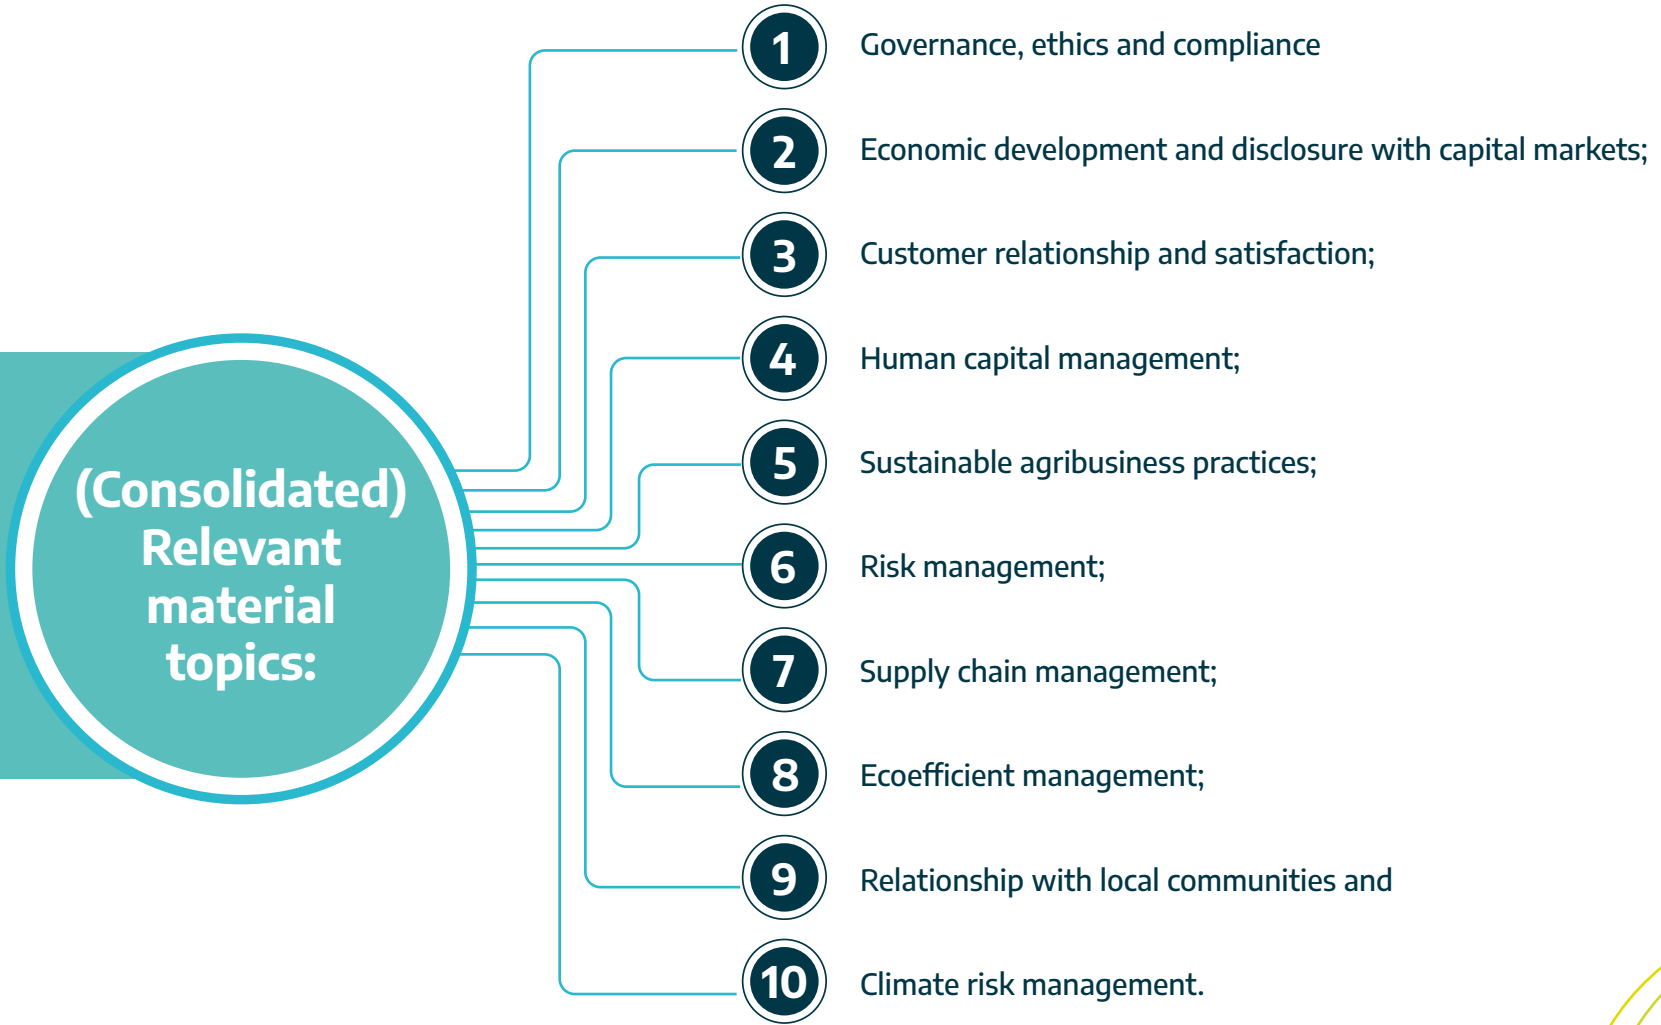 (Consolidated)
Relevant
material
topics:
1 Governance, ethics and compliance
2 Economic development and disclosure with capital markets;
3 Customer relationship and satisfaction;
4 Human capital management;
5 Sustainable agribusiness practices;
6 Risk management;
7 Supply chain management;
8 Ecoefficient management;
9 Relationship with local communities and
10 Climate risk management.